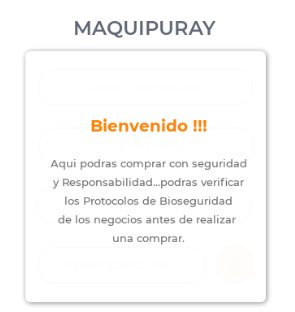 MAQUIPURAY
Bienvenido !!!
Aqui podras comprar con seguridad
y Responsabilidad...podras verificar
los Protocolos de Bioseguridad
de los negocios antes de realizar
una comprar.